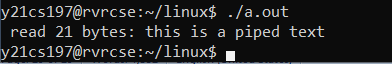 y21cs197@rvrcse:~/linux$ ./a.out
 read 21 bytes: this is a piped text
y21cs197@rvrcse:~/linux$